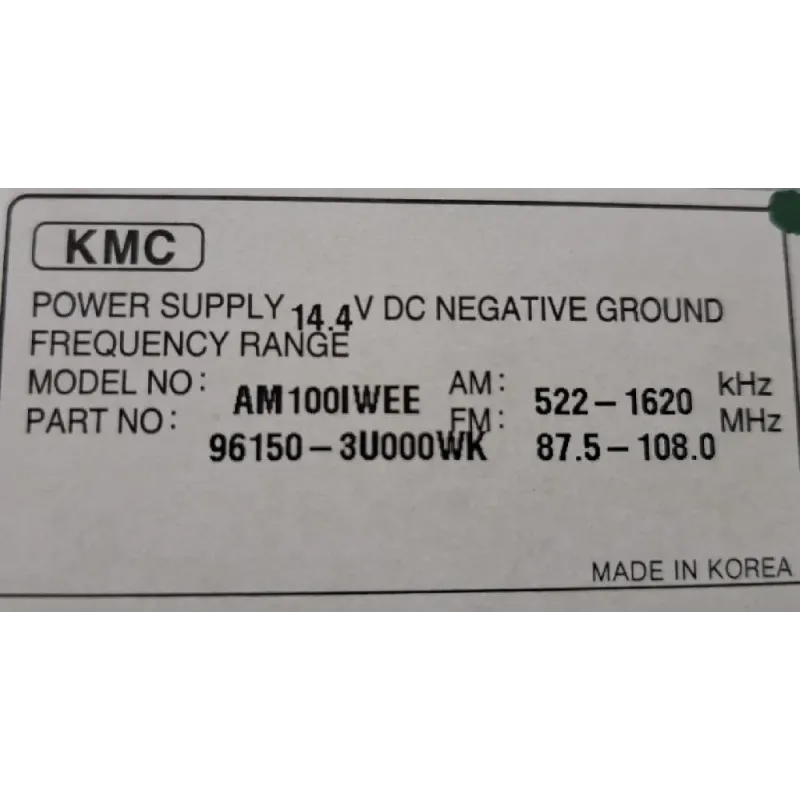 KMC
POWER SUPPLY 14.4V DC NEGATIVE GROUND
FREQUENCY RANGE
MODEL NO: AM100IWEE AM: 522-1620 kHz
PART NO: 96150-3U000WK FM: 87.5-108.0 MHz
MADE IN KOREA